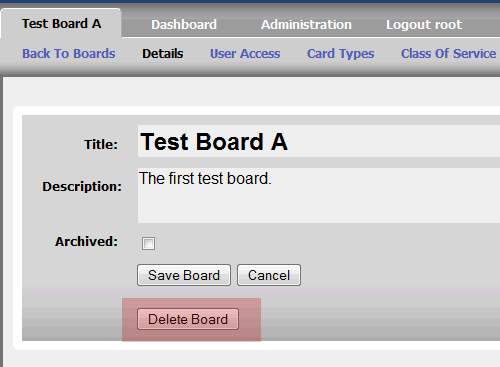 Test Board A Dashboard Administration Logout root
Back To Boards Details User Access Card Types Class Of Service
Title: Test Board A
Description: The first test board.
Archived:
Save Board Cancel
Delete Board